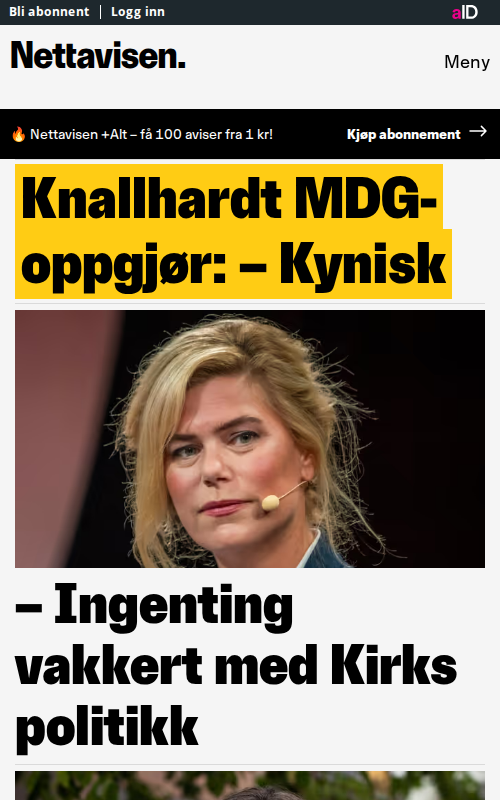 Bli abonnent | Logg inn
aID
Nettavisen.
Meny
🔥 Nettavisen +Alt – få 100 aviser fra 1 kr!
Kjøp abonnement →
Knallhardt MDG-
oppgjør: – Kynisk
– Ingenting
vakkert med Kirks
politikk